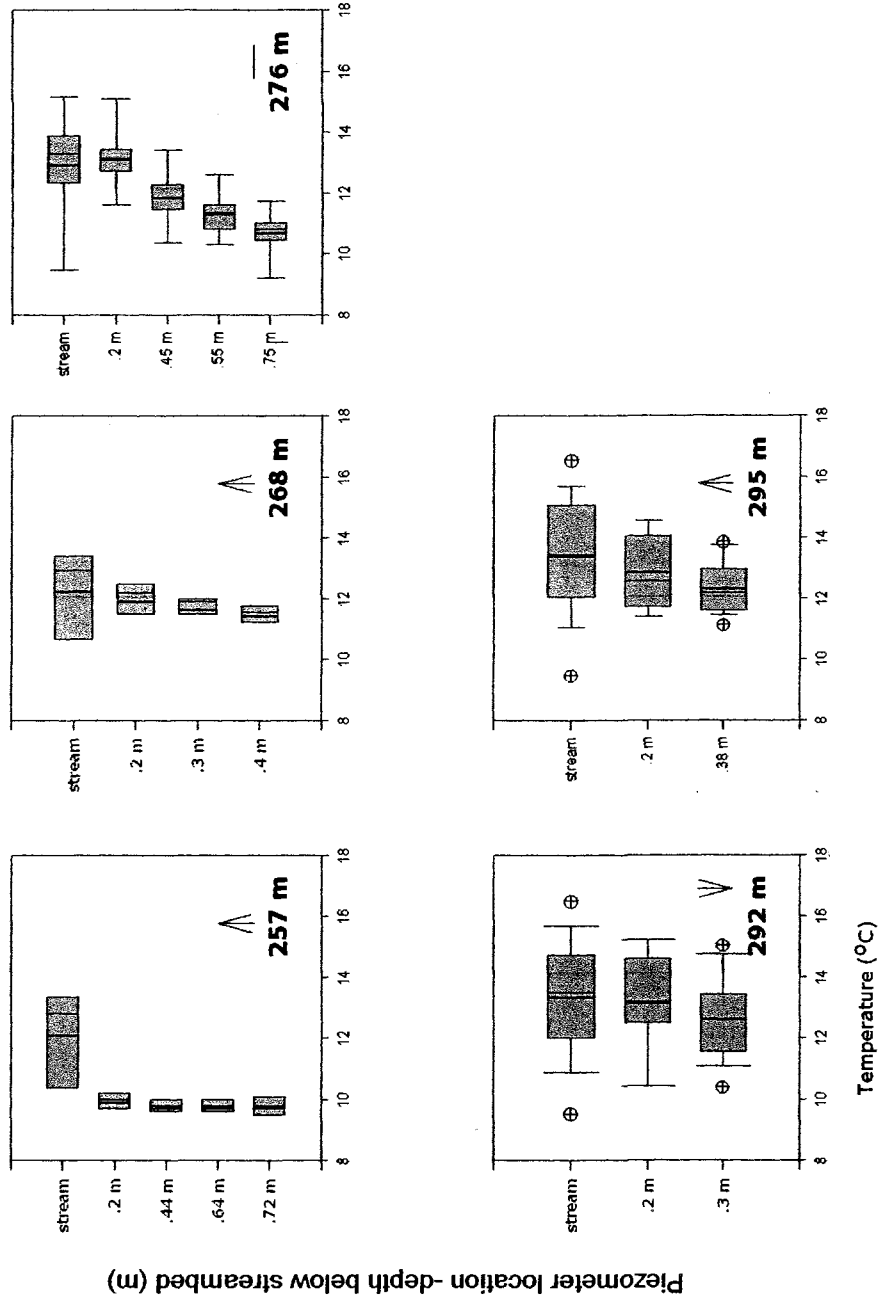 257 m
stream
.2 m
.44 m
.64 m
.72 m
8
10
12
14
16
18
268 m
stream
.2 m
.3 m
.4 m
8
10
12
14
16
18
276 m
stream
.2 m
.45 m
.55 m
.75 m
8
10
12
14
16
18
292 m
stream
.2 m
.3 m
8
10
12
14
16
18
295 m
stream
.2 m
.38 m
8
10
12
14
16
18
Temperature (°C)
Piezometer location -depth below streambed (m)